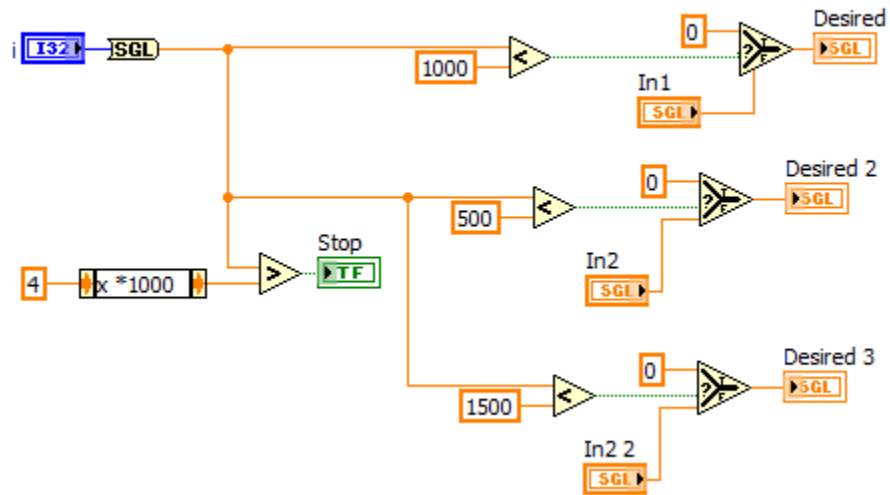 Desired
i I32 SGL 0 T ? F SGL
1000 <
In1
SGL
Desired 2
0 T ? F SGL
500 <
Stop
In2
4 x *1000 > TF
SGL
Desired 3
0 T ? F SGL
1500 <
In2 2
SGL